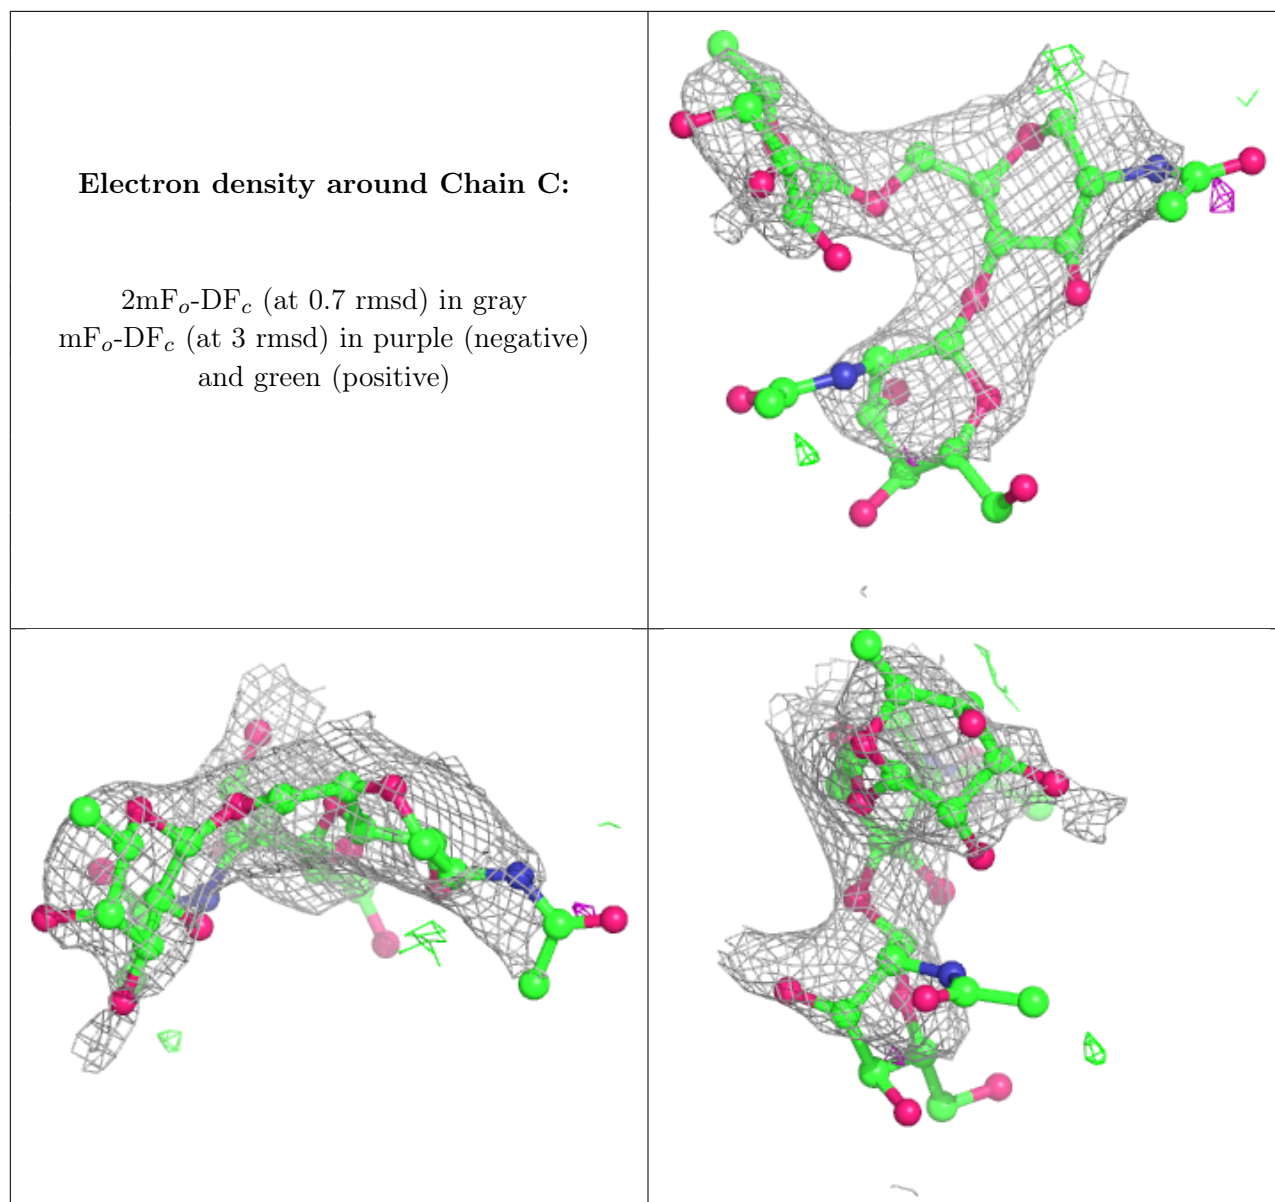 Electron density around Chain C:
2mFo-DFc (at 0.7 rmsd) in gray
mFo-DFc (at 3 rmsd) in purple (negative)
and green (positive)